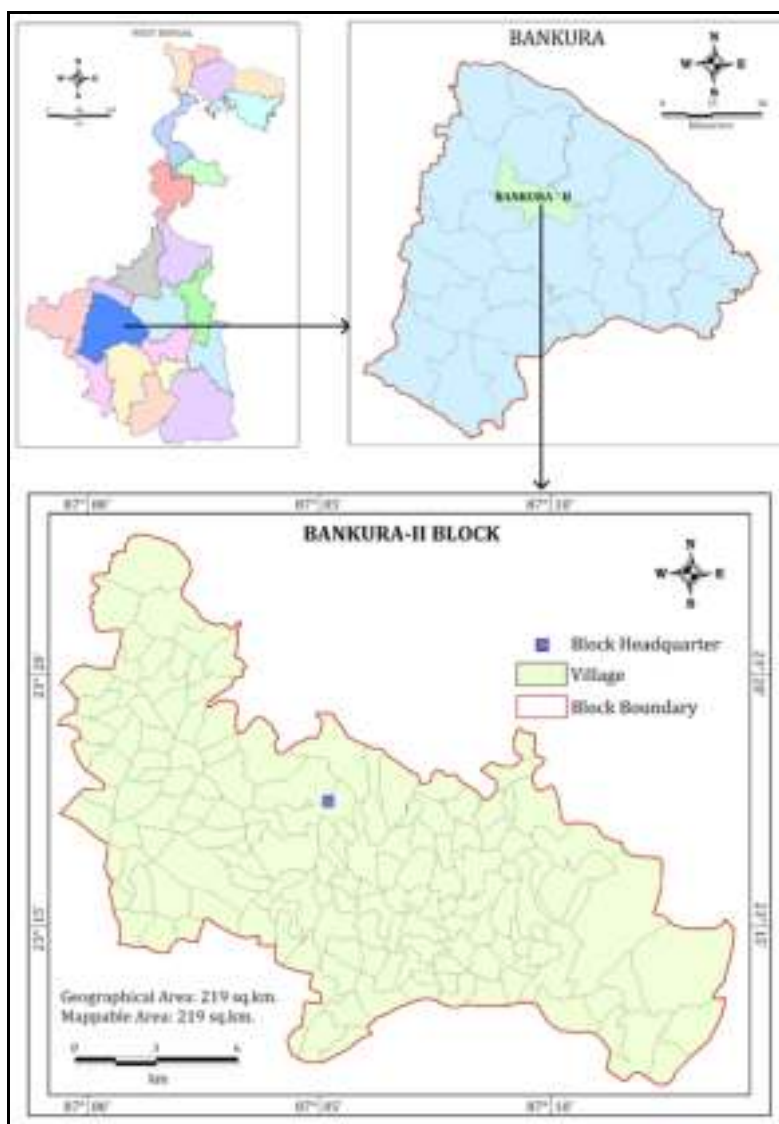 WEST BENGAL
N
W E
S
BANKURA
N
W E
S
BANKURA - II
87° 00' 87° 05' 87° 10'
BANKURA-II BLOCK
N
W E
S
Block Headquarter
Village
Block Boundary
23° 20' 23° 20'
23° 15' 23° 15'
Geographical Area: 219 sq.km.
Mappable Area: 219 sq.km.
0 3 6
km
87° 00' 87° 05' 87° 10'